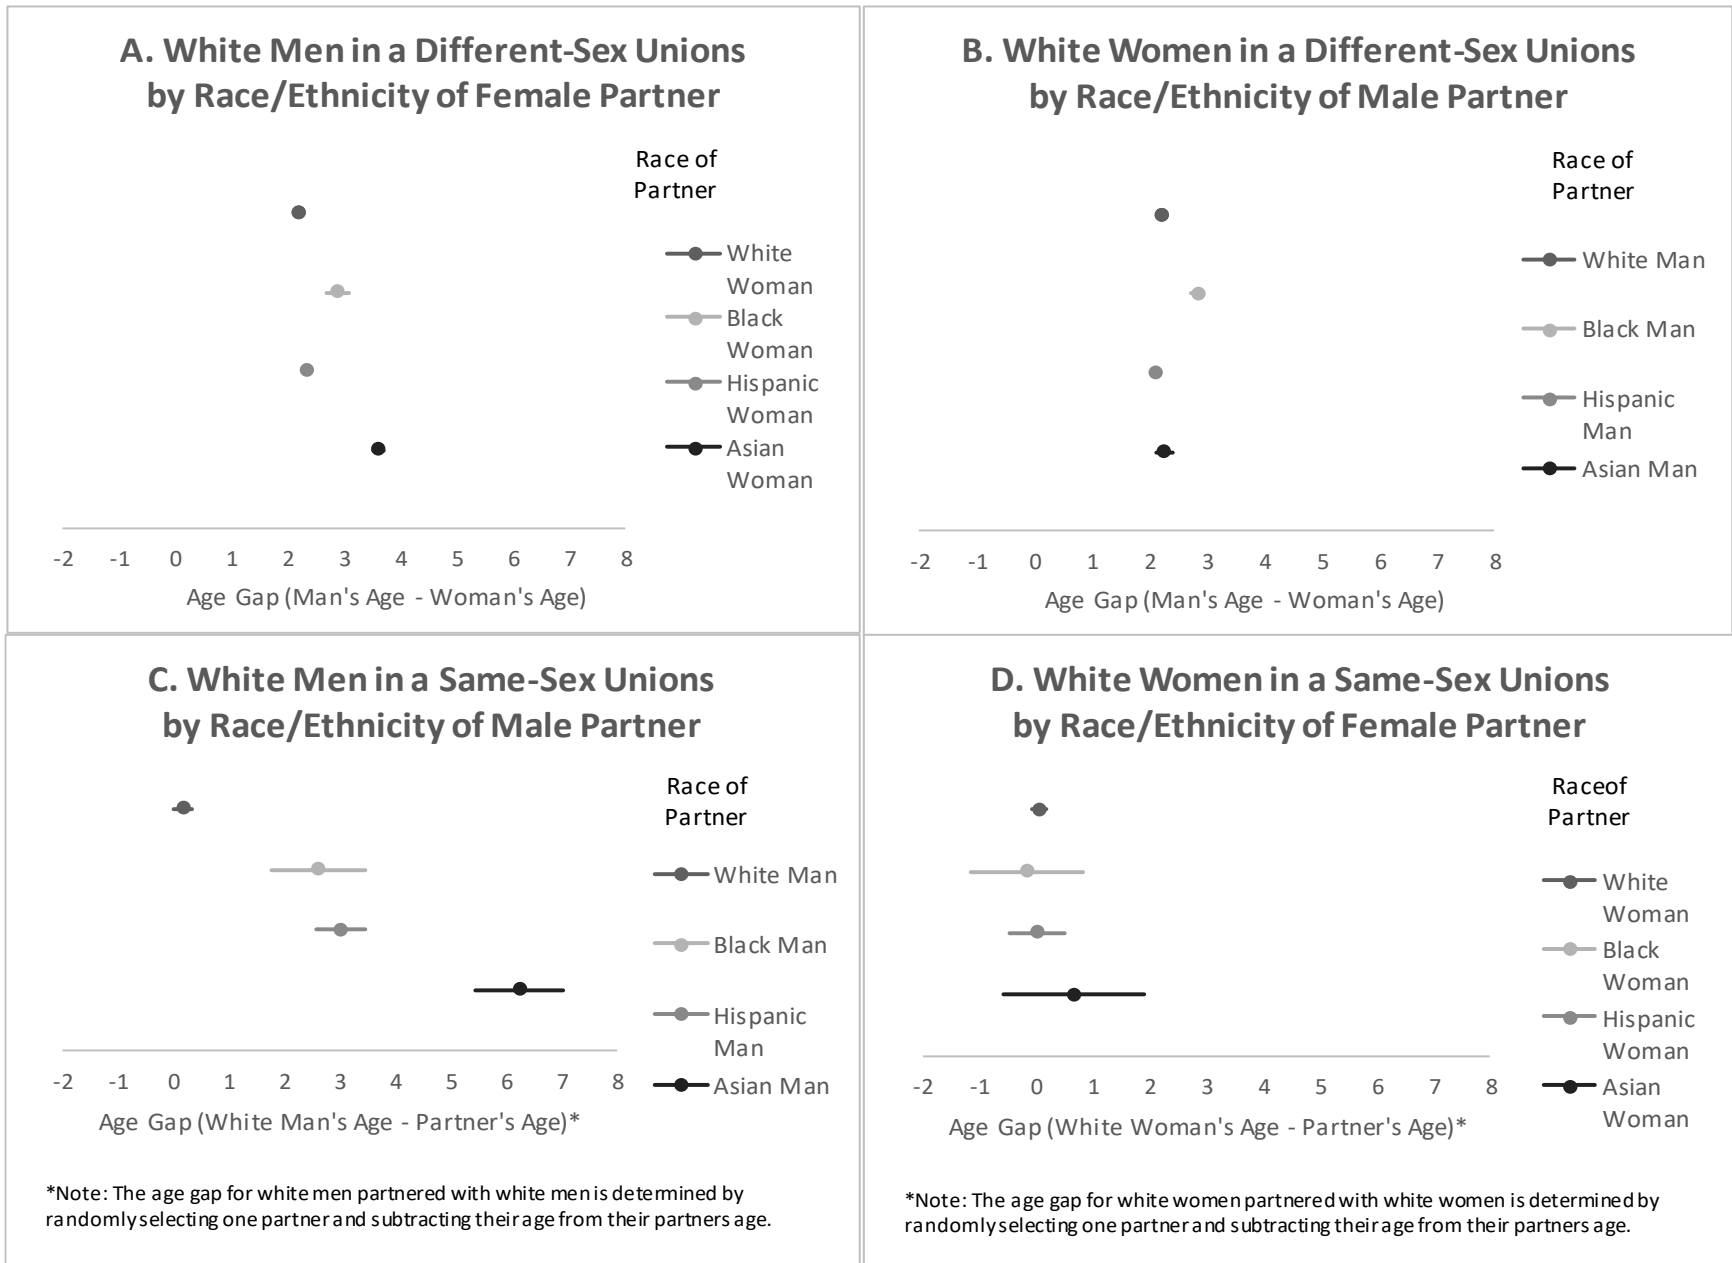 A. White Men in a Different-Sex Unions
by Race/Ethnicity of Female Partner
Race of
Partner
White
Woman
Black
Woman
Hispanic
Woman
Asian
Woman
-2 -1 0 1 2 3 4 5 6 7 8
Age Gap (Man's Age - Woman's Age)
B. White Women in a Different-Sex Unions
by Race/Ethnicity of Male Partner
Race of
Partner
White Man
Black Man
Hispanic
Man
Asian Man
-2 -1 0 1 2 3 4 5 6 7 8
Age Gap (Man's Age - Woman's Age)
C. White Men in a Same-Sex Unions
by Race/Ethnicity of Male Partner
Race of
Partner
White Man
Black Man
Hispanic
Man
Asian Man
-2 -1 0 1 2 3 4 5 6 7 8
Age Gap (White Man's Age - Partner's Age)*
*Note: The age gap for white men partnered with white men is determined by
randomly selecting one partner and subtracting their age from their partners age.
D. White Women in a Same-Sex Unions
by Race/Ethnicity of Female Partner
Raceof
Partner
White
Woman
Black
Woman
Hispanic
Woman
Asian
Woman
-2 -1 0 1 2 3 4 5 6 7 8
Age Gap (White Woman's Age - Partner's Age)*
*Note: The age gap for white women partnered with white women is determined by
randomly selecting one partner and subtracting their age from their partners age.